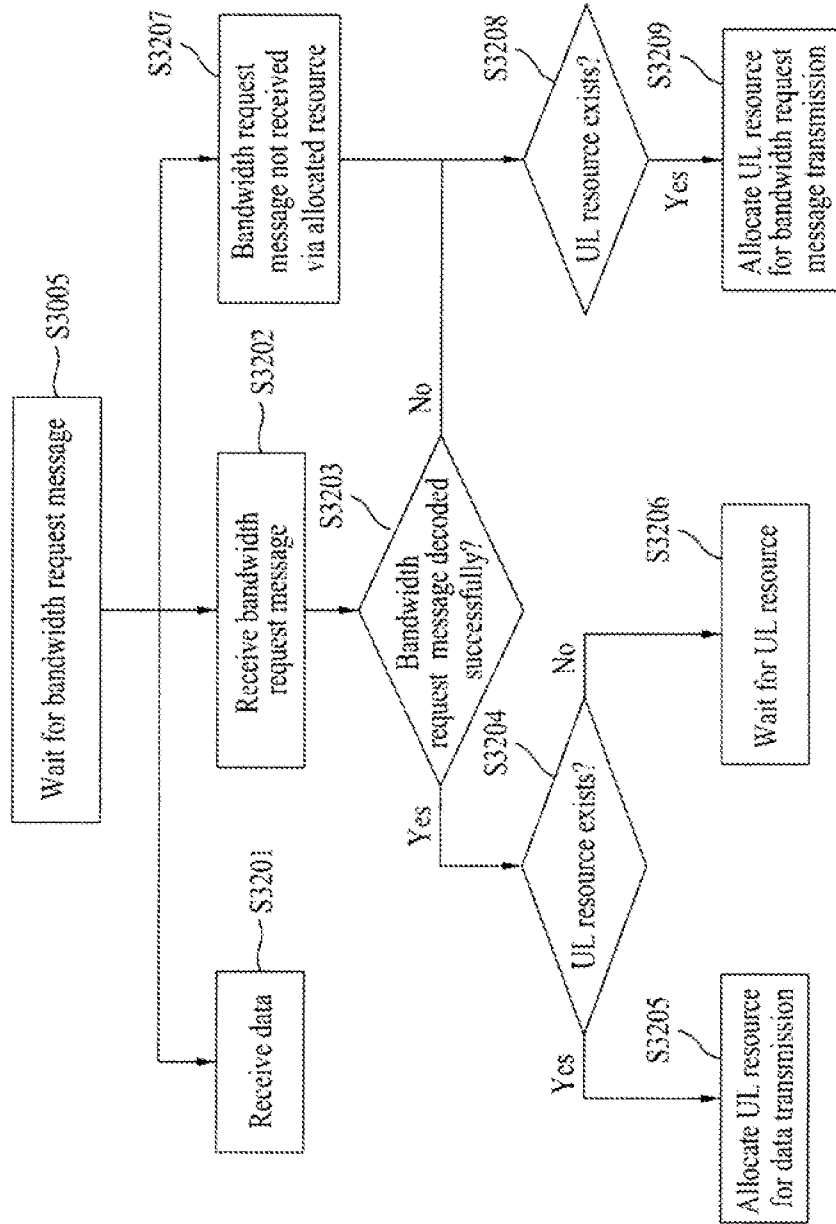 Wait for bandwidth request message
S3005
Receive data
S3201
Receive bandwidth
request message
S3202
Bandwidth request
message not received
via allocated resource
S3207
Bandwidth
request message decoded
successfully?
S3203
Yes
No
UL resource exists?
S3204
Yes
No
UL resource exists?
S3208
Yes
Allocate UL resource
for data transmission
S3205
Wait for UL resource
S3206
Allocate UL resource
for bandwidth request
message transmission
S3209